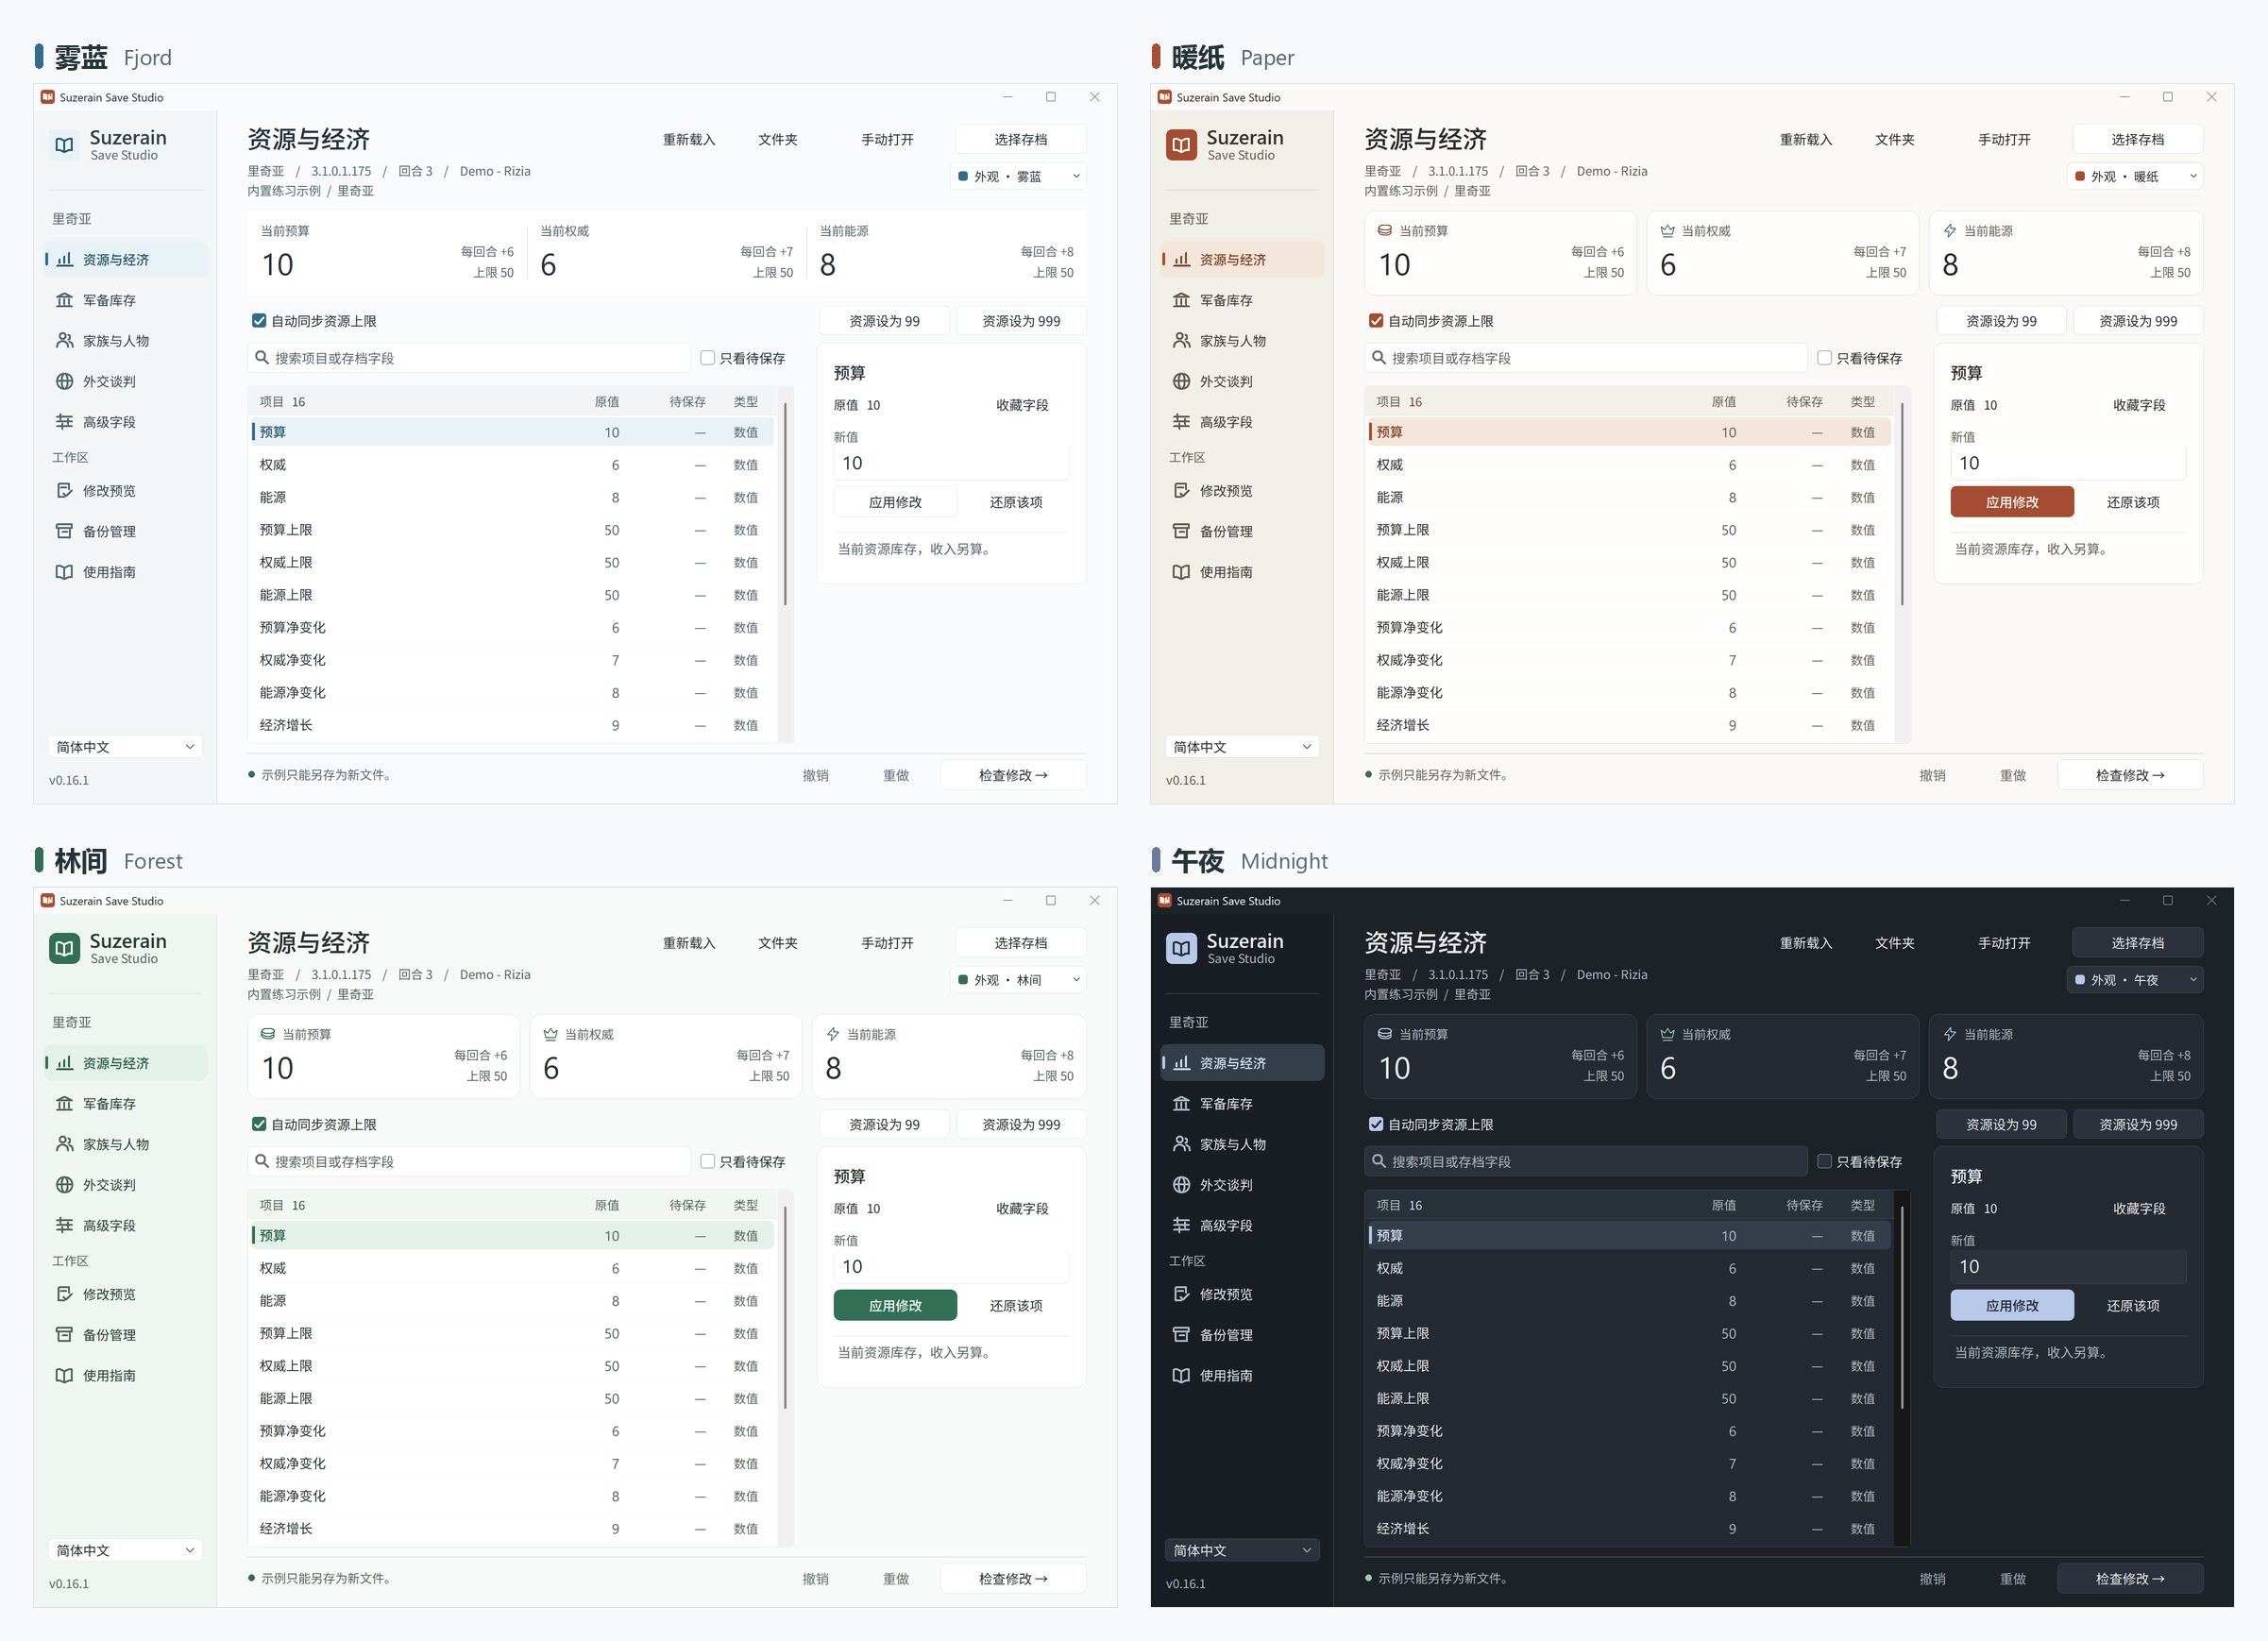 雾蓝 Fjord
Suzerain Save Studio
Suzerain
Save Studio
里奇亚
资源与经济
军备库存
家族与人物
外交谈判
高级字段
工作区
修改预览
备份管理
使用指南
简体中文
v0.16.1
资源与经济
重新载入 文件夹 手动打开 选择存档
里奇亚 / 3.1.0.1.175 / 回合 3 / Demo - Rizia
外观 · 雾蓝
内置练习示例 / 里奇亚
当前预算
10
每回合 +6
上限 50
当前权威
6
每回合 +7
上限 50
当前能源
8
每回合 +8
上限 50
自动同步资源上限
资源设为 99 资源设为 999
搜索项目或存档字段 只看待保存
项目 16 原值 待保存 类型
预算 10 — 数值
权威 6 — 数值
能源 8 — 数值
预算上限 50 — 数值
权威上限 50 — 数值
能源上限 50 — 数值
预算净变化 6 — 数值
权威净变化 7 — 数值
能源净变化 8 — 数值
经济增长 9 — 数值
预算
原值 10 收藏字段
新值
10
应用修改 还原该项
当前资源库存，收入另算。
示例只能另存为新文件。
撤销 重做 检查修改→
暖纸 Paper
Suzerain Save Studio
Suzerain
Save Studio
里奇亚
资源与经济
军备库存
家族与人物
外交谈判
高级字段
工作区
修改预览
备份管理
使用指南
简体中文
v0.16.1
资源与经济
重新载入 文件夹 手动打开 选择存档
里奇亚 / 3.1.0.1.175 / 回合 3 / Demo - Rizia
外观 · 暖纸
内置练习示例 / 里奇亚
当前预算
10
每回合 +6
上限 50
当前权威
6
每回合 +7
上限 50
当前能源
8
每回合 +8
上限 50
自动同步资源上限
资源设为 99 资源设为 999
搜索项目或存档字段 只看待保存
项目 16 原值 待保存 类型
预算 10 — 数值
权威 6 — 数值
能源 8 — 数值
预算上限 50 — 数值
权威上限 50 — 数值
能源上限 50 — 数值
预算净变化 6 — 数值
权威净变化 7 — 数值
能源净变化 8 — 数值
经济增长 9 — 数值
预算
原值 10 收藏字段
新值
10
应用修改 还原该项
当前资源库存，收入另算。
示例只能另存为新文件。
撤销 重做 检查修改→
林间 Forest
Suzerain Save Studio
Suzerain
Save Studio
里奇亚
资源与经济
军备库存
家族与人物
外交谈判
高级字段
工作区
修改预览
备份管理
使用指南
简体中文
v0.16.1
资源与经济
重新载入 文件夹 手动打开 选择存档
里奇亚 / 3.1.0.1.175 / 回合 3 / Demo - Rizia
外观 · 林间
内置练习示例 / 里奇亚
当前预算
10
每回合 +6
上限 50
当前权威
6
每回合 +7
上限 50
当前能源
8
每回合 +8
上限 50
自动同步资源上限
资源设为 99 资源设为 999
搜索项目或存档字段 只看待保存
项目 16 原值 待保存 类型
预算 10 — 数值
权威 6 — 数值
能源 8 — 数值
预算上限 50 — 数值
权威上限 50 — 数值
能源上限 50 — 数值
预算净变化 6 — 数值
权威净变化 7 — 数值
能源净变化 8 — 数值
经济增长 9 — 数值
预算
原值 10 收藏字段
新值
10
应用修改 还原该项
当前资源库存，收入另算。
示例只能另存为新文件。
撤销 重做 检查修改→
午夜 Midnight
Suzerain Save Studio
Suzerain
Save Studio
里奇亚
资源与经济
军备库存
家族与人物
外交谈判
高级字段
工作区
修改预览
备份管理
使用指南
简体中文
v0.16.1
资源与经济
重新载入 文件夹 手动打开 选择存档
里奇亚 / 3.1.0.1.175 / 回合 3 / Demo - Rizia
外观 · 午夜
内置练习示例 / 里奇亚
当前预算
10
每回合 +6
上限 50
当前权威
6
每回合 +7
上限 50
当前能源
8
每回合 +8
上限 50
自动同步资源上限
资源设为 99 资源设为 999
搜索项目或存档字段 只看待保存
项目 16 原值 待保存 类型
预算 10 — 数值
权威 6 — 数值
能源 8 — 数值
预算上限 50 — 数值
权威上限 50 — 数值
能源上限 50 — 数值
预算净变化 6 — 数值
权威净变化 7 — 数值
能源净变化 8 — 数值
经济增长 9 — 数值
预算
原值 10 收藏字段
新值
10
应用修改 还原该项
当前资源库存，收入另算。
示例只能另存为新文件。
撤销 重做 检查修改→